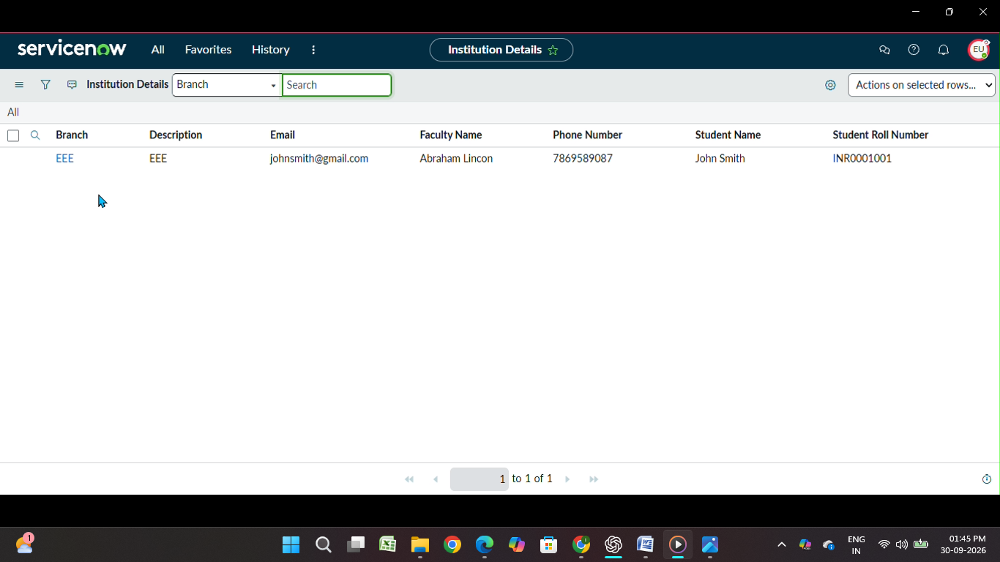 servicenow All Favorites History Institution Details EU
Institution Details Branch Search Actions on selected rows...
All
Branch Description Email Faculty Name Phone Number Student Name Student Roll Number
EEE EEE johnsmith@gmail.com Abraham Lincon 7869589087 John Smith INR0001001
1 to 1 of 1
1 ENG 01:45 PM
IN 30-09-2026